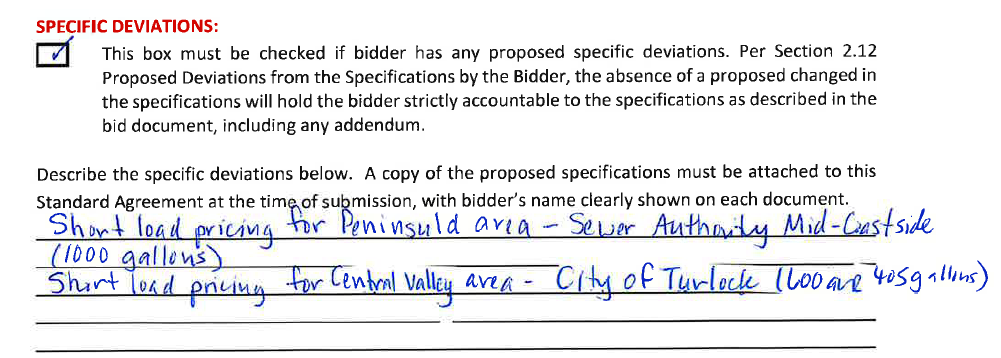 SPECIFIC DEVIATIONS:
This box must be checked if bidder has any proposed specific deviations. Per Section 2.12
Proposed Deviations from the Specifications by the Bidder, the absence of a proposed changed in
the specifications will hold the bidder strictly accountable to the specifications as described in the
bid document, including any addendum.
Describe the specific deviations below. A copy of the proposed specifications must be attached to this
Standard Agreement at the time of submission, with bidder's name clearly shown on each document.
Short load pricing for Peninsula area - Sewer Authority Mid-Coastside
(1000 gallons)
Short load pricing for Central Valley area - City of Turlock (